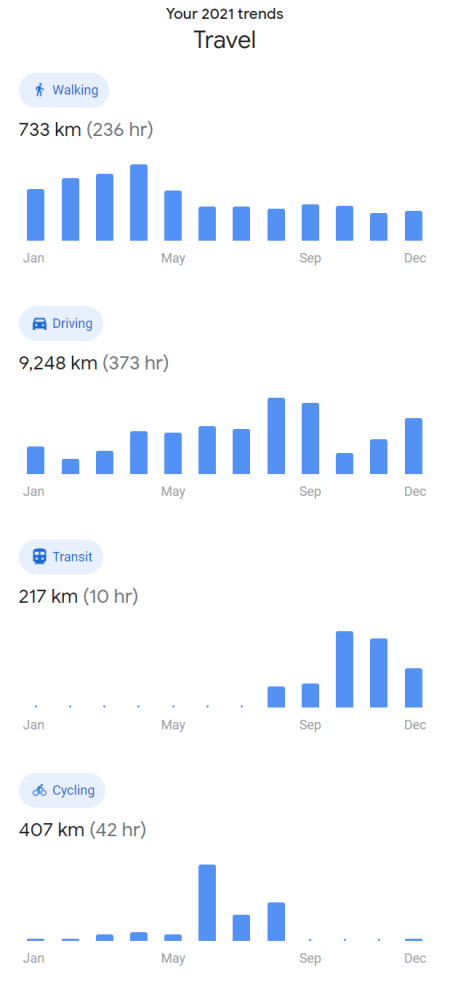 Your 2021 trends
Travel
Walking
733 km (236 hr)
Jan May Sep Dec
Driving
9,248 km (373 hr)
Jan May Sep Dec
Transit
217 km (10 hr)
Jan May Sep Dec
Cycling
407 km (42 hr)
Jan May Sep Dec